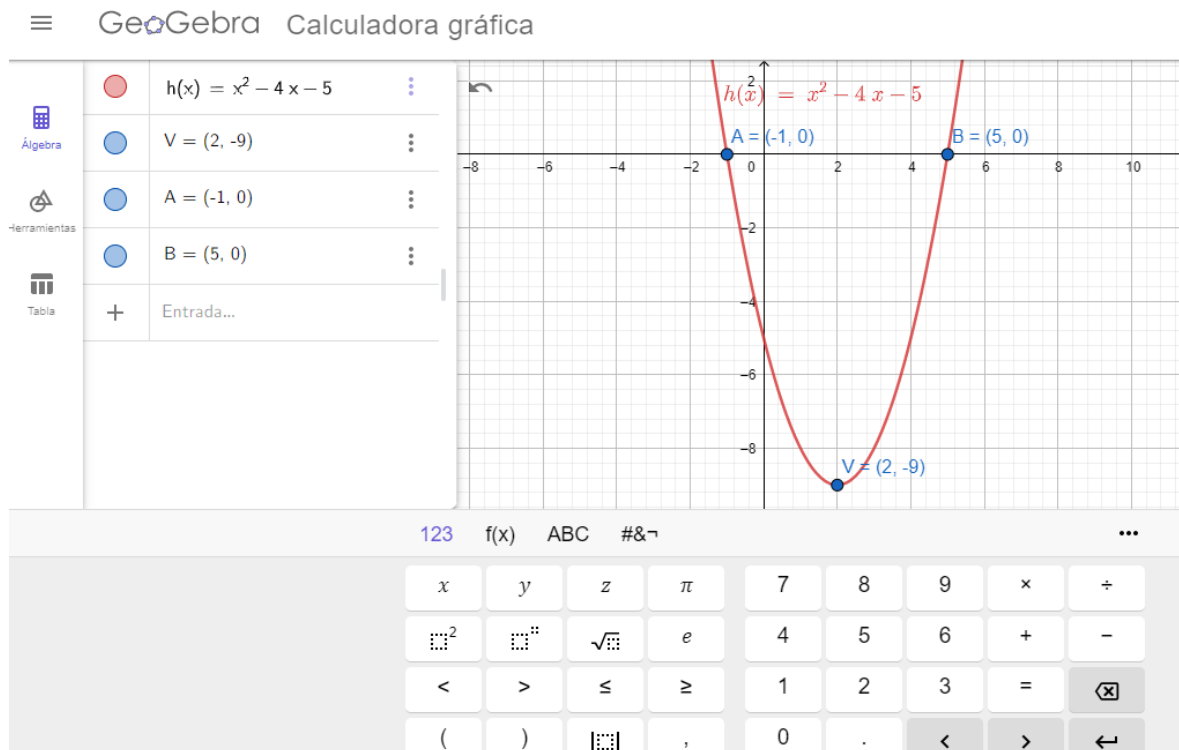 GeoGebra Calculadora gráfica
h(x) = x² − 4 x − 5
V = (2, -9)
A = (-1, 0)
B = (5, 0)
+ Entrada...
Álgebra
Herramientas
Tabla
h(x) = x² − 4 x − 5
A = (-1, 0)
B = (5, 0)
−8 −6 −4 −2 0 2 4 6 8 10
2
−2
−4
−6
−8
V = (2, -9)
123 f(x) ABC #&¬
x y z π 7 8 9 × ÷
² √ e 4 5 6 + −
< > ≤ ≥ 1 2 3 =
( ) | | , 0 . < >